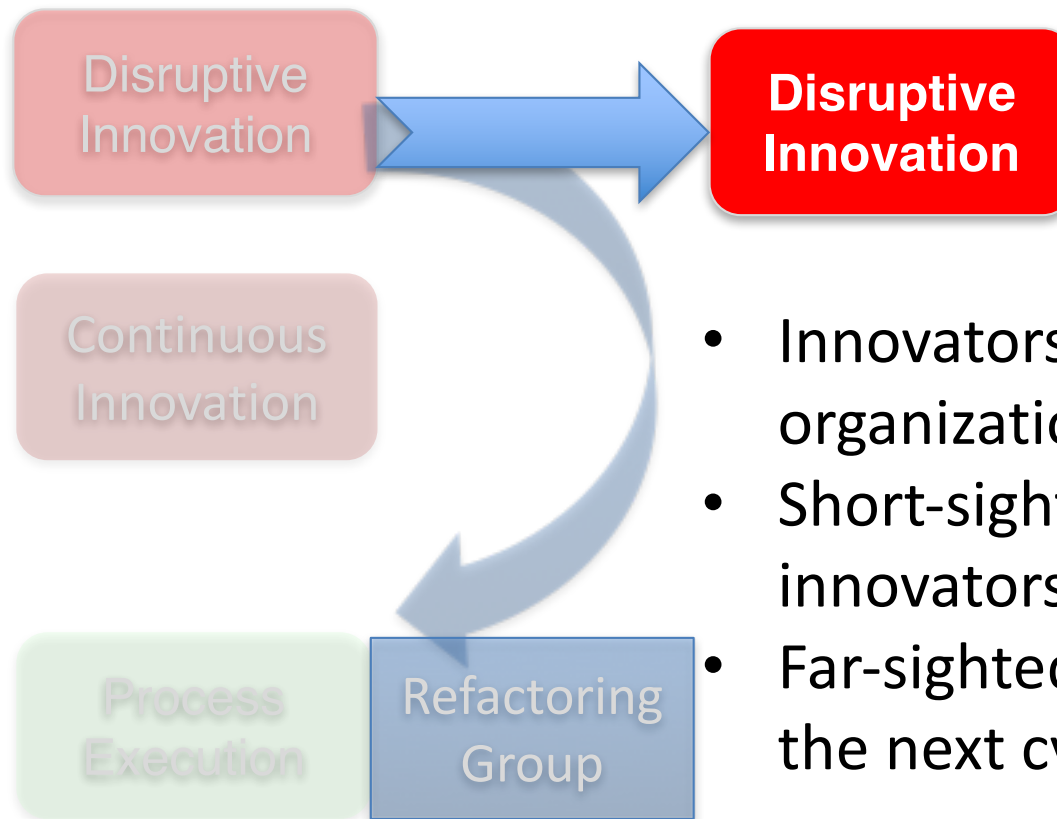 Disruptive
Innovation
Disruptive
Innovation
Continuous
Innovation
• Innovators
organizatio
• Short-sigh
innovators
• Far-sighted
the next cy
Process
Execution
Refactoring
Group